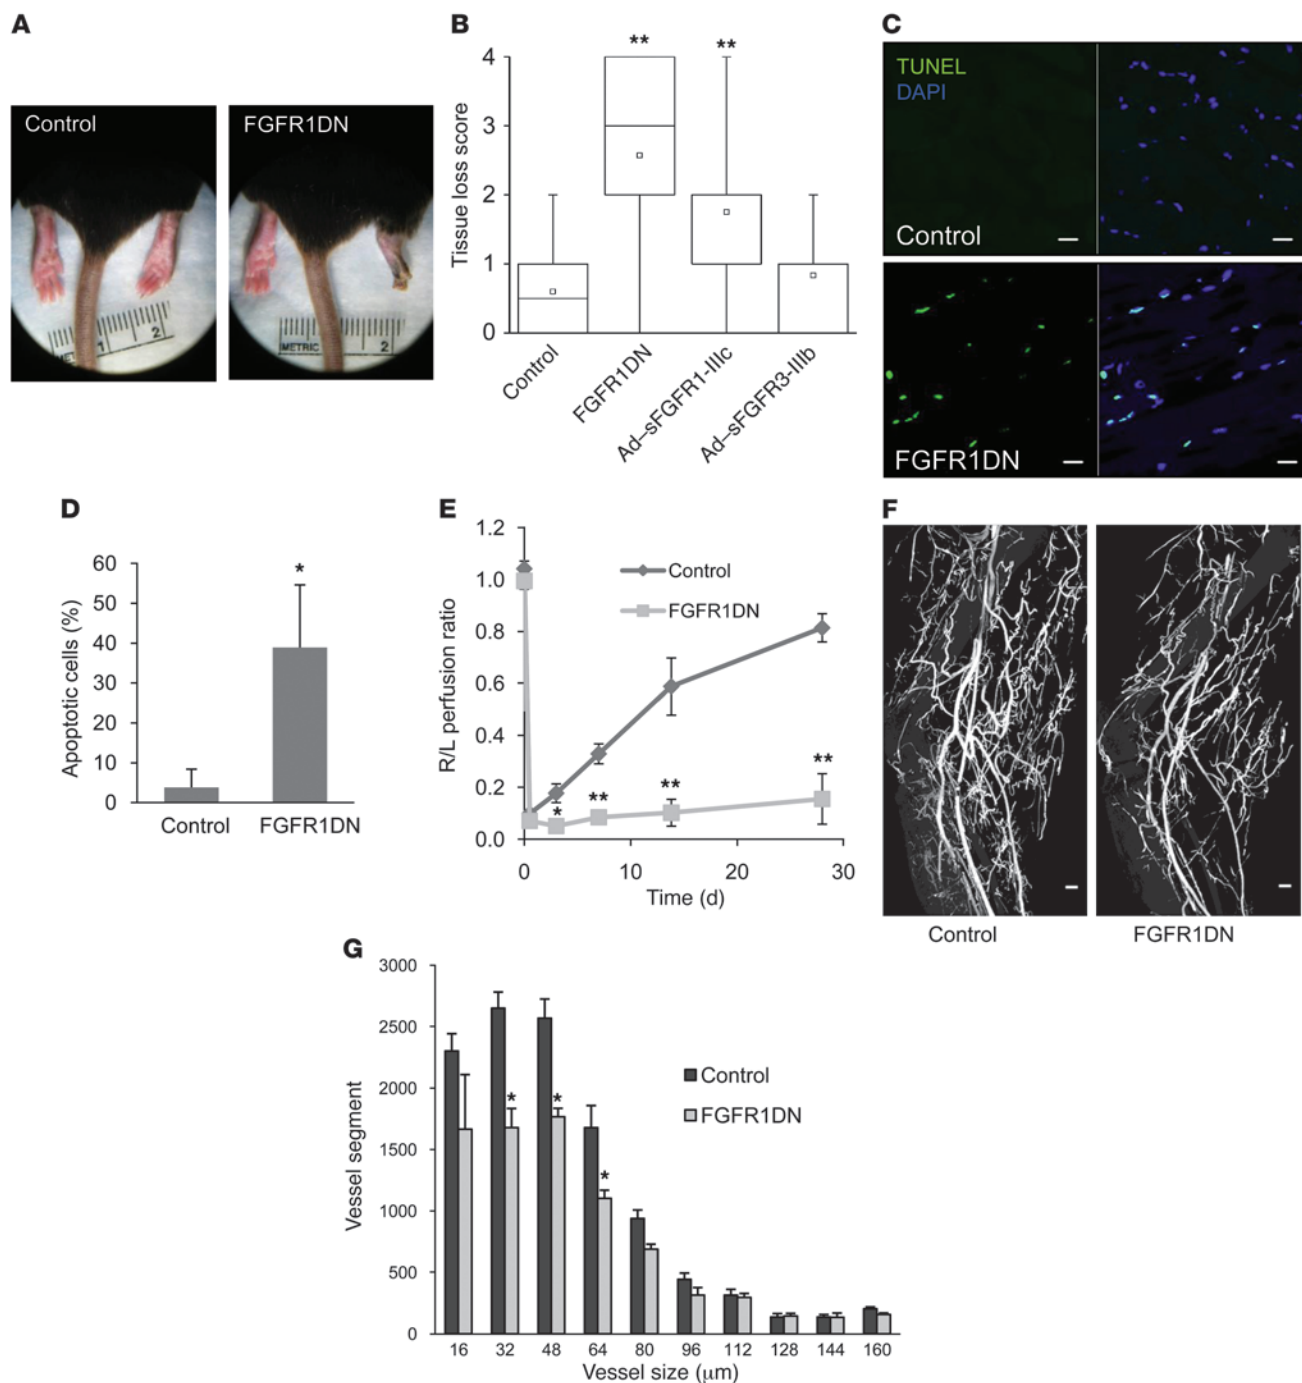 A
Control
FGFR1DN
METRIC
1
2
2
B
**
**
4
3
2
1
0
Tissue loss score
Control
FGFR1DN
Ad–sFGFR1-IIIc
Ad–sFGFR3-IIIb
C
TUNEL
DAPI
Control
FGFR1DN
D
*
60
50
40
30
20
10
0
Apoptotic cells (%)
Control
FGFR1DN
E
1.2
1.0
0.8
0.6
0.4
0.2
0.0
R/L perfusion ratio
Control
FGFR1DN
*
**
**
**
0
10
20
30
Time (d)
F
Control
FGFR1DN
G
3000
2500
2000
1500
1000
500
0
Vessel segment
*
*
*
Control
FGFR1DN
16 32 48 64 80 96 112 128 144 160
Vessel size (μm)